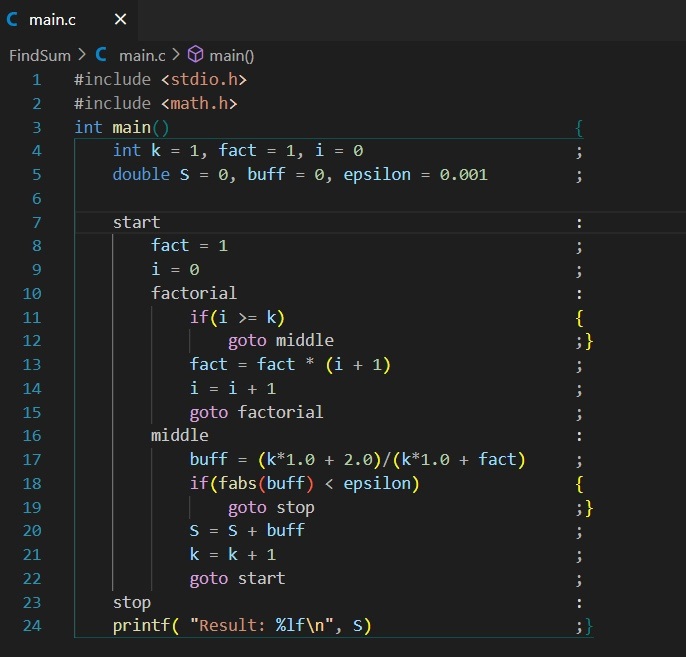 C main.c ×
FindSum > C main.c > main()
1 #include <stdio.h>
2 #include <math.h>
3 int main() {
4 int k = 1, fact = 1, i = 0 ;
5 double S = 0, buff = 0, epsilon = 0.001 ;
6
7 start :
8 fact = 1 ;
9 i = 0 ;
10 factorial :
11 if(i >= k) {
12 goto middle ;}
13 fact = fact * (i + 1) ;
14 i = i + 1 ;
15 goto factorial ;
16 middle :
17 buff = (k*1.0 + 2.0)/(k*1.0 + fact) ;
18 if(fabs(buff) < epsilon) {
19 goto stop ;}
20 S = S + buff ;
21 k = k + 1 ;
22 goto start ;
23 stop :
24 printf( "Result: %lf\n", S) ;}